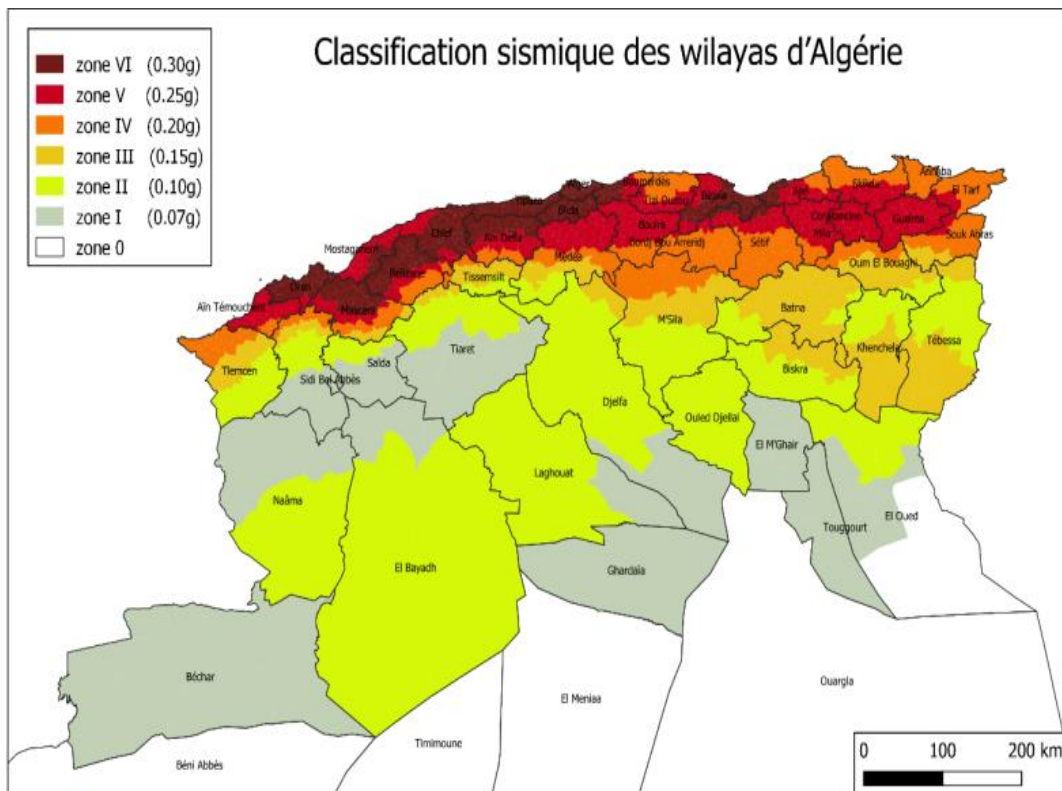 Classification sismique des wilayas d'Algérie
zone VI (0.30g)
zone V (0.25g)
zone IV (0.20g)
zone III (0.15g)
zone II (0.10g)
zone I (0.07g)
zone 0
Annaba
Skikda
El Tarf
Alger
Boumerdès
Tizi Ouzou
Béjaïa
Jijel
Tipaza
Blida
Constantine
Guelma
Mila
Bouira
Chlef
Aïn Defla
Souk Ahras
Mostaganem
Bordj Bou Arreridj
Sétif
Médéa
Oum El Bouaghi
Relizane
Tissemsilt
Oran
Aïn Témouchent
Mascara
M'Sila
Batna
Khenchela
Tébessa
Tiaret
Saïda
Tlemcen
Sidi Bel Abbès
Biskra
Djelfa
Ouled Djellal
El M'Ghair
Laghouat
Naâma
El Oued
Touggourt
El Bayadh
Ghardaïa
Béchar
Ouargla
El Meniaa
Timimoune
Béni Abbès
0 100 200 km